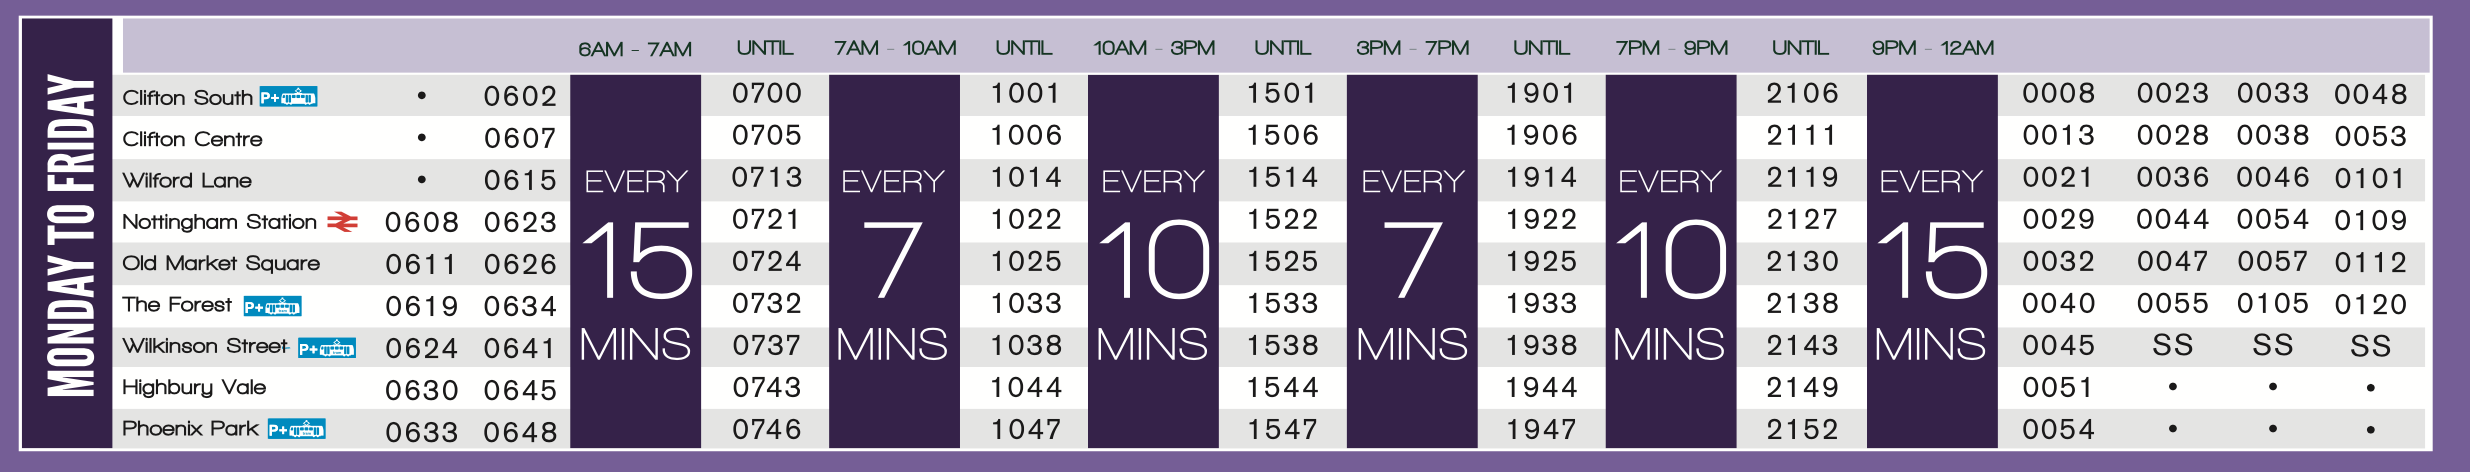 MONDAY TO FRIDAY
6AM - 7AM UNTIL 7AM - 10AM UNTIL 10AM - 3PM UNTIL 3PM - 7PM UNTIL 7PM - 9PM UNTIL 9PM - 12AM
Clifton South P+ • 0602 0700 1001 1501 1901 2106 0008 0023 0033 0048
Clifton Centre • 0607 0705 1006 1506 1906 2111 0013 0028 0038 0053
Wilford Lane • 0615 EVERY 0713 EVERY 1014 EVERY 1514 EVERY 1914 EVERY 2119 EVERY 0021 0036 0046 0101
Nottingham Station 0608 0623 0721 1022 1522 1922 2127 0029 0044 0054 0109
Old Market Square 0611 0626 15 0724 7 1025 10 1525 7 1925 10 2130 15 0032 0047 0057 0112
The Forest P+ 0619 0634 0732 1033 1533 1933 2138 0040 0055 0105 0120
Wilkinson Street P+ 0624 0641 MINS 0737 MINS 1038 MINS 1538 MINS 1938 MINS 2143 MINS 0045 SS SS SS
Highbury Vale 0630 0645 0743 1044 1544 1944 2149 0051 • • •
Phoenix Park P+ 0633 0648 0746 1047 1547 1947 2152 0054 • • •